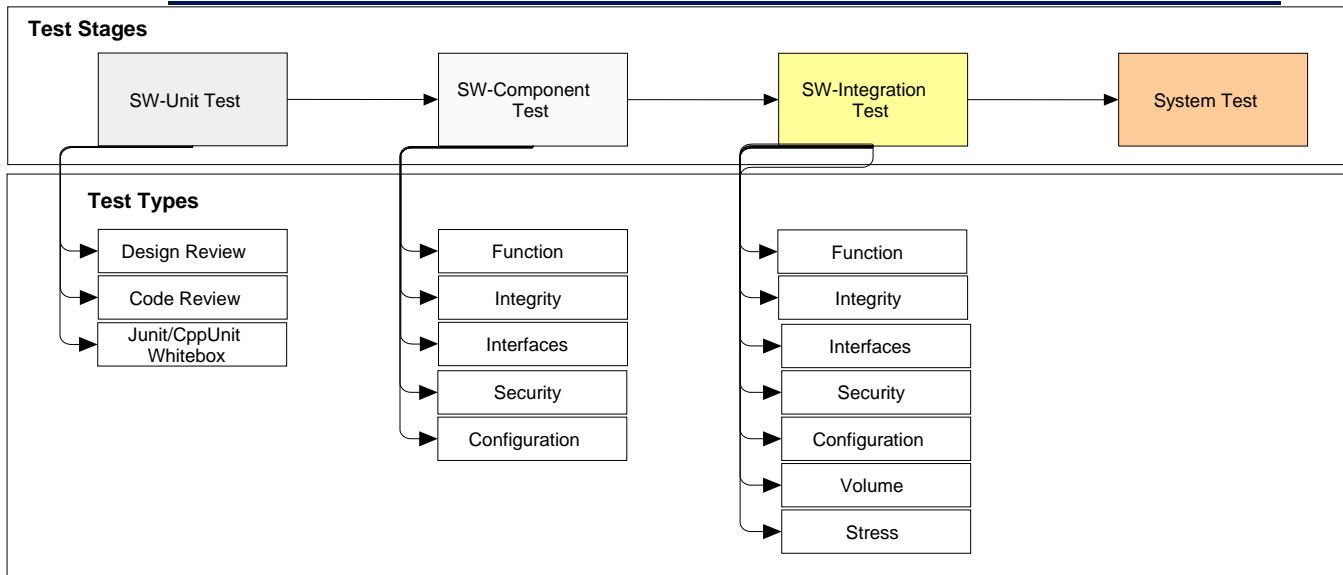 Test Stages
SW-Unit Test
SW-Component
Test
SW-Integration
Test
System Test
Test Types
Design Review
Code Review
Junit/CppUnit
Whitebox
Function
Integrity
Interfaces
Security
Configuration
Function
Integrity
Interfaces
Security
Configuration
Volume
Stress